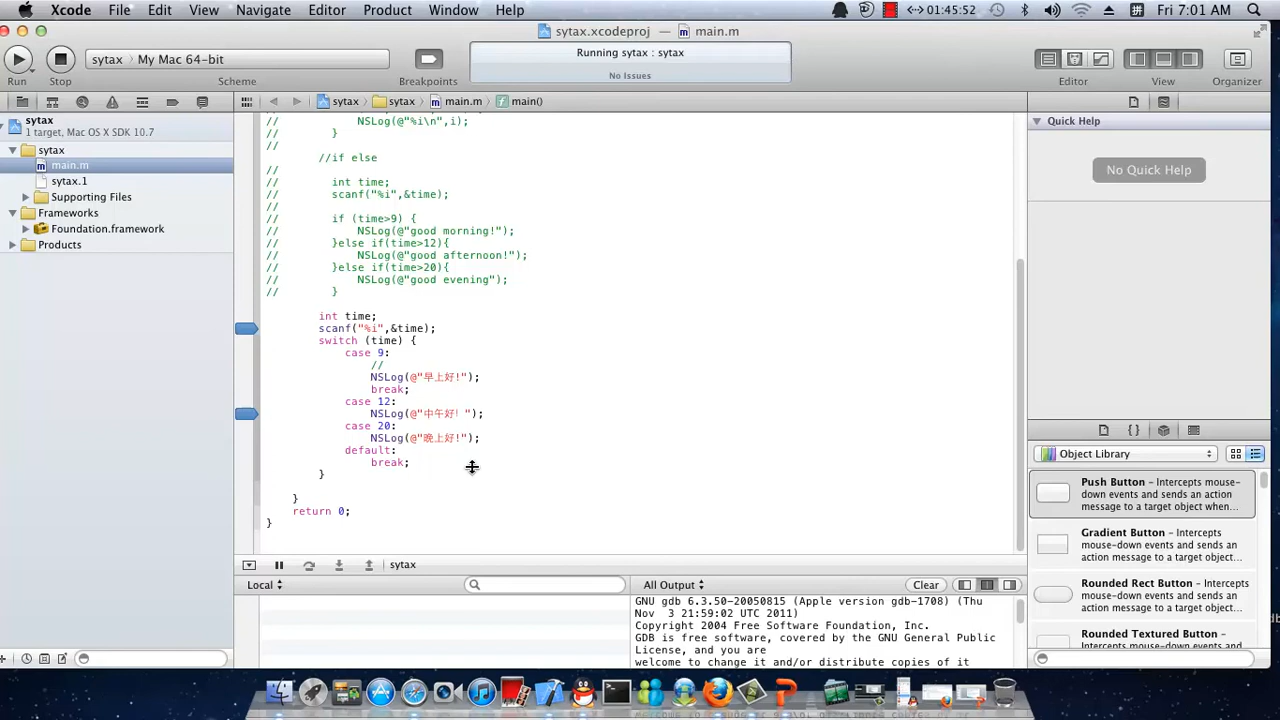 Xcode File Edit View Navigate Editor Product Window Help 01:45:52 拼 Fri 7:01 AM
sytax.xcodeproj — main.m
sytax My Mac 64-bit
Running sytax : sytax
No Issues
Run Stop Scheme Breakpoints Editor View Organizer
sytax
1 target, Mac OS X SDK 10.7
sytax
main.m
sytax.1
Supporting Files
Frameworks
Foundation.framework
Products
sytax sytax main.m main()
// NSLog(@"%i\n",i);
// }
//
//if else
//
// int time;
// scanf("%i",&time);
//
// if (time>9) {
// NSLog(@"good morning!");
// }else if(time>12){
// NSLog(@"good afternoon!");
// }else if(time>20){
// NSLog(@"good evening");
// }
int time;
scanf("%i",&time);
switch (time) {
case 9:
//
NSLog(@"早上好!");
break;
case 12:
NSLog(@"中午好！");
case 20:
NSLog(@"晚上好!");
default:
break;
}
}
return 0;
}
sytax
Local
All Output
Clear
GNU gdb 6.3.50-20050815 (Apple version gdb-1708) (Thu
Nov 3 21:59:02 UTC 2011)
Copyright 2004 Free Software Foundation, Inc.
GDB is free software, covered by the GNU General Public
License, and you are
welcome to change it and/or distribute copies of it
Quick Help
No Quick Help
Object Library
Push Button – Intercepts mouse-
down events and sends an action
message to a target object when...
Gradient Button – Intercepts
mouse-down events and sends an
action message to a target object...
Rounded Rect Button – Intercepts
mouse-down events and sends an
action message to a target object...
Rounded Textured Button –